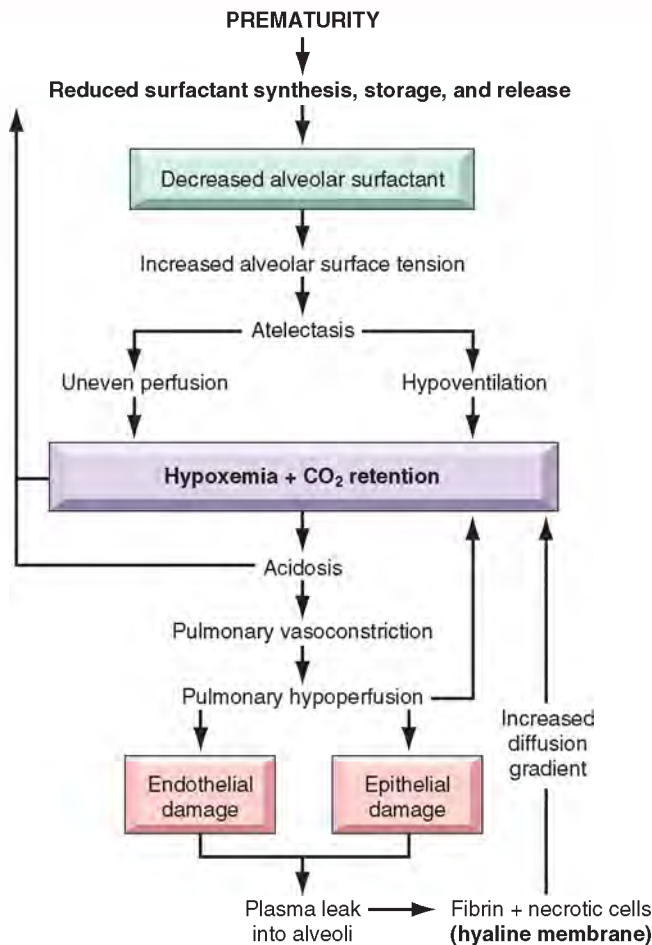 PREMATURITY
Reduced surfactant synthesis, storage, and release
Decreased alveolar surfactant
Increased alveolar surface tension
Atelectasis
Uneven perfusion
Hypoventilation
Hypoxemia + CO₂ retention
Acidosis
Pulmonary vasoconstriction
Pulmonary hypoperfusion
Increased
diffusion
gradient
Endothelial
damage
Epithelial
damage
Plasma leak
into alveoli
Fibrin + necrotic cells
(hyaline membrane)